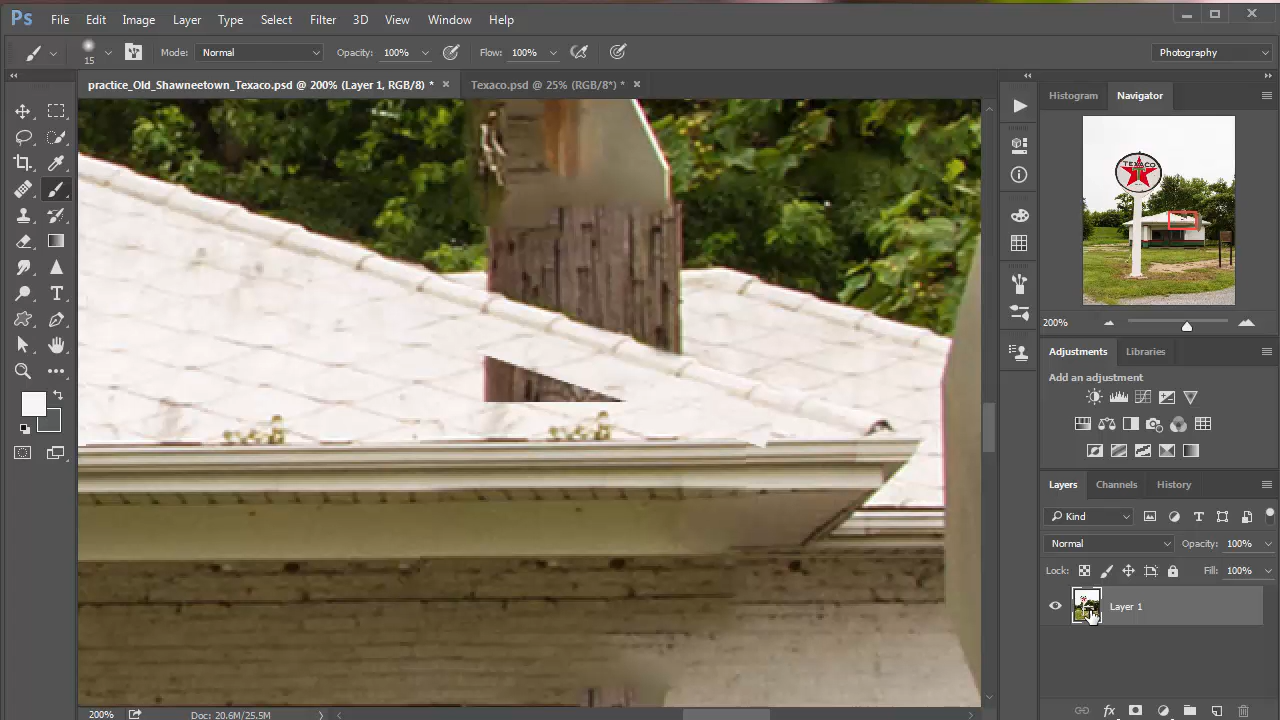 Ps File Edit Image Layer Type Select Filter 3D View Window Help
15 Mode: Normal Opacity: 100% Flow: 100% Photography
practice_Old_Shawneetown_Texaco.psd @ 200% (Layer 1, RGB/8) * × Texaco.psd @ 25% (RGB/8*) * ×
Histogram Navigator
TEXACO
T
200%
Adjustments Libraries
Add an adjustment
Layers Channels History
Kind
Normal Opacity: 100%
Lock: Fill: 100%
Layer 1
200% Doc: 20.6M/25.5M